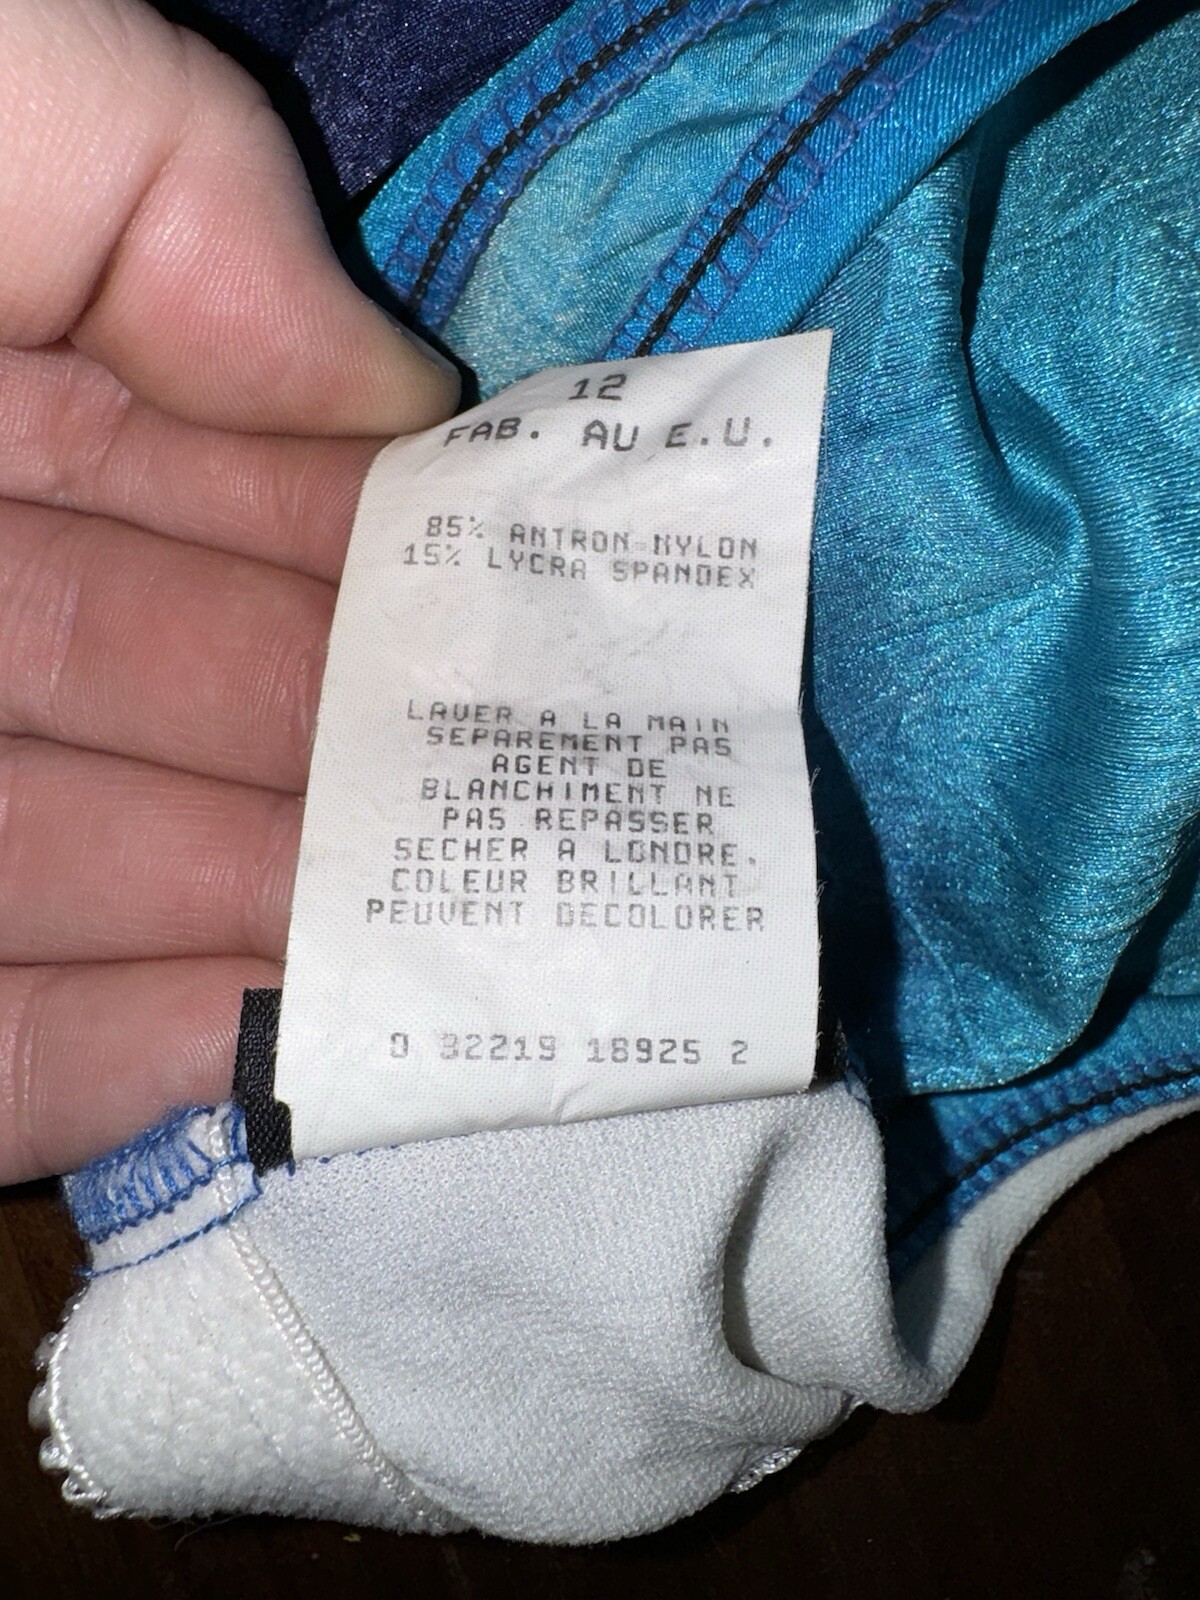 12
FAB. AU E.U.
85% ANTRON-NYLON
15% LYCRA SPANDEX
LAVER A LA MAIN
SEPAREMENT PAS
AGENT DE
BLANCHIMENT NE
PAS REPASSER
SECHER A LONDRE.
COLEUR BRILLANT
PEUVENT DECOLORER
0 92219 18925 2